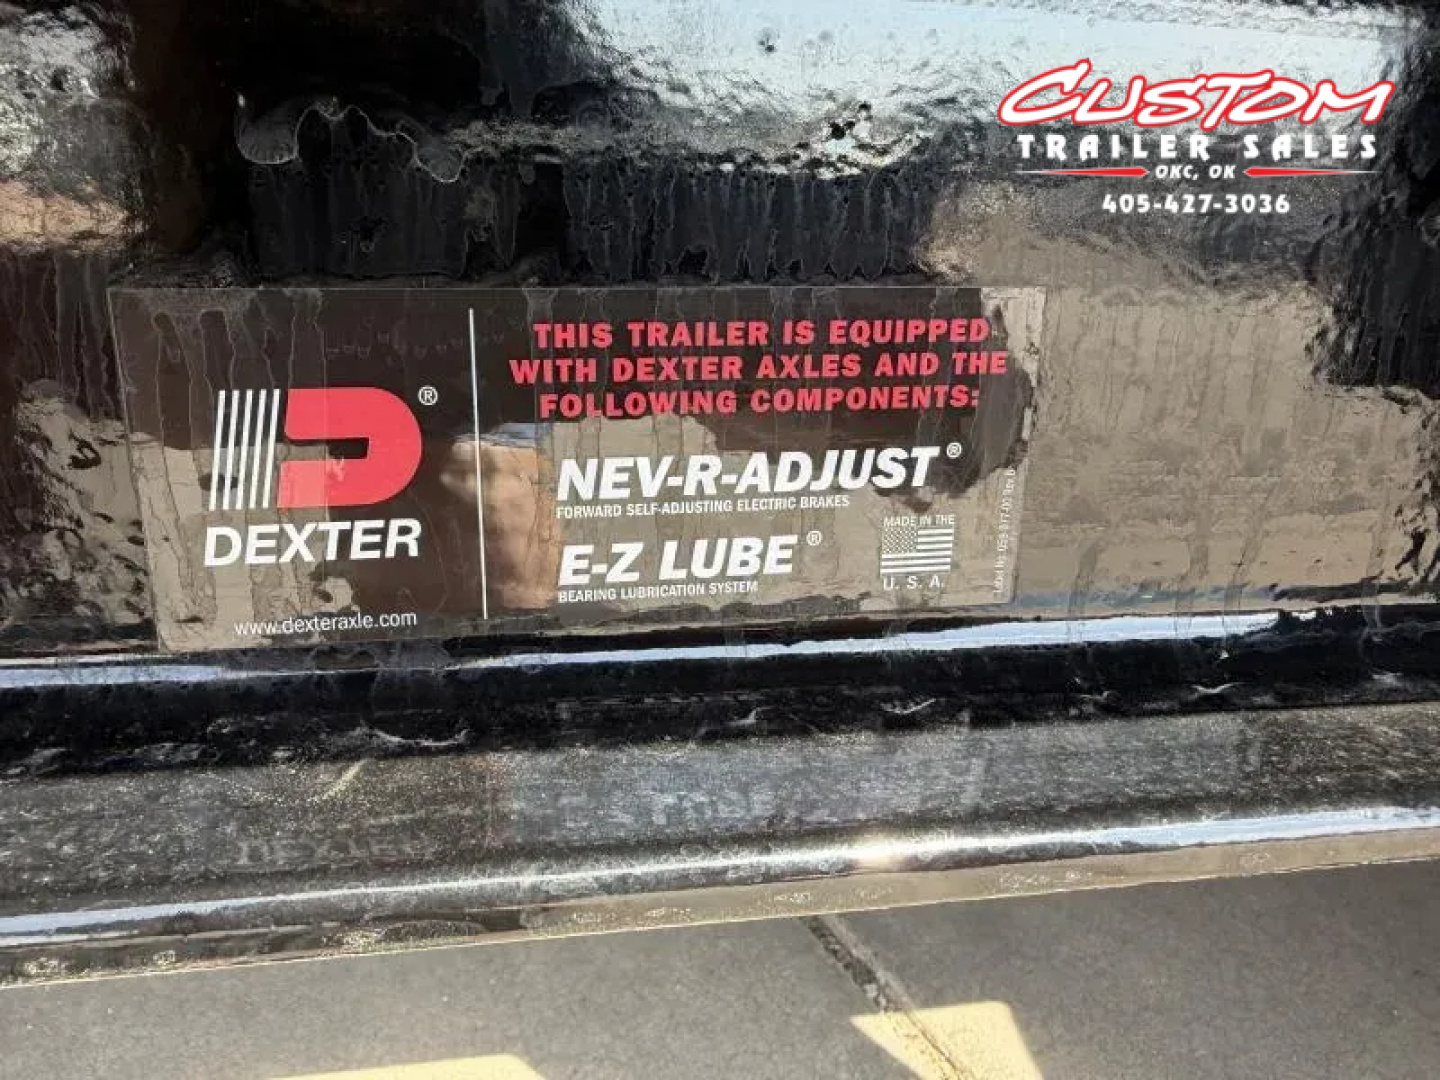 CUSTOM
TRAILER SALES
OKC, OK
405-427-3036
THIS TRAILER IS EQUIPPED
WITH DEXTER AXLES AND THE
FOLLOWING COMPONENTS:
NEV-R-ADJUST®
FORWARD SELF-ADJUSTING ELECTRIC BRAKES
E-Z LUBE®
BEARING LUBRICATION SYSTEM
MADE IN THE
U. S. A.
®
DEXTER
www.dexteraxle.com